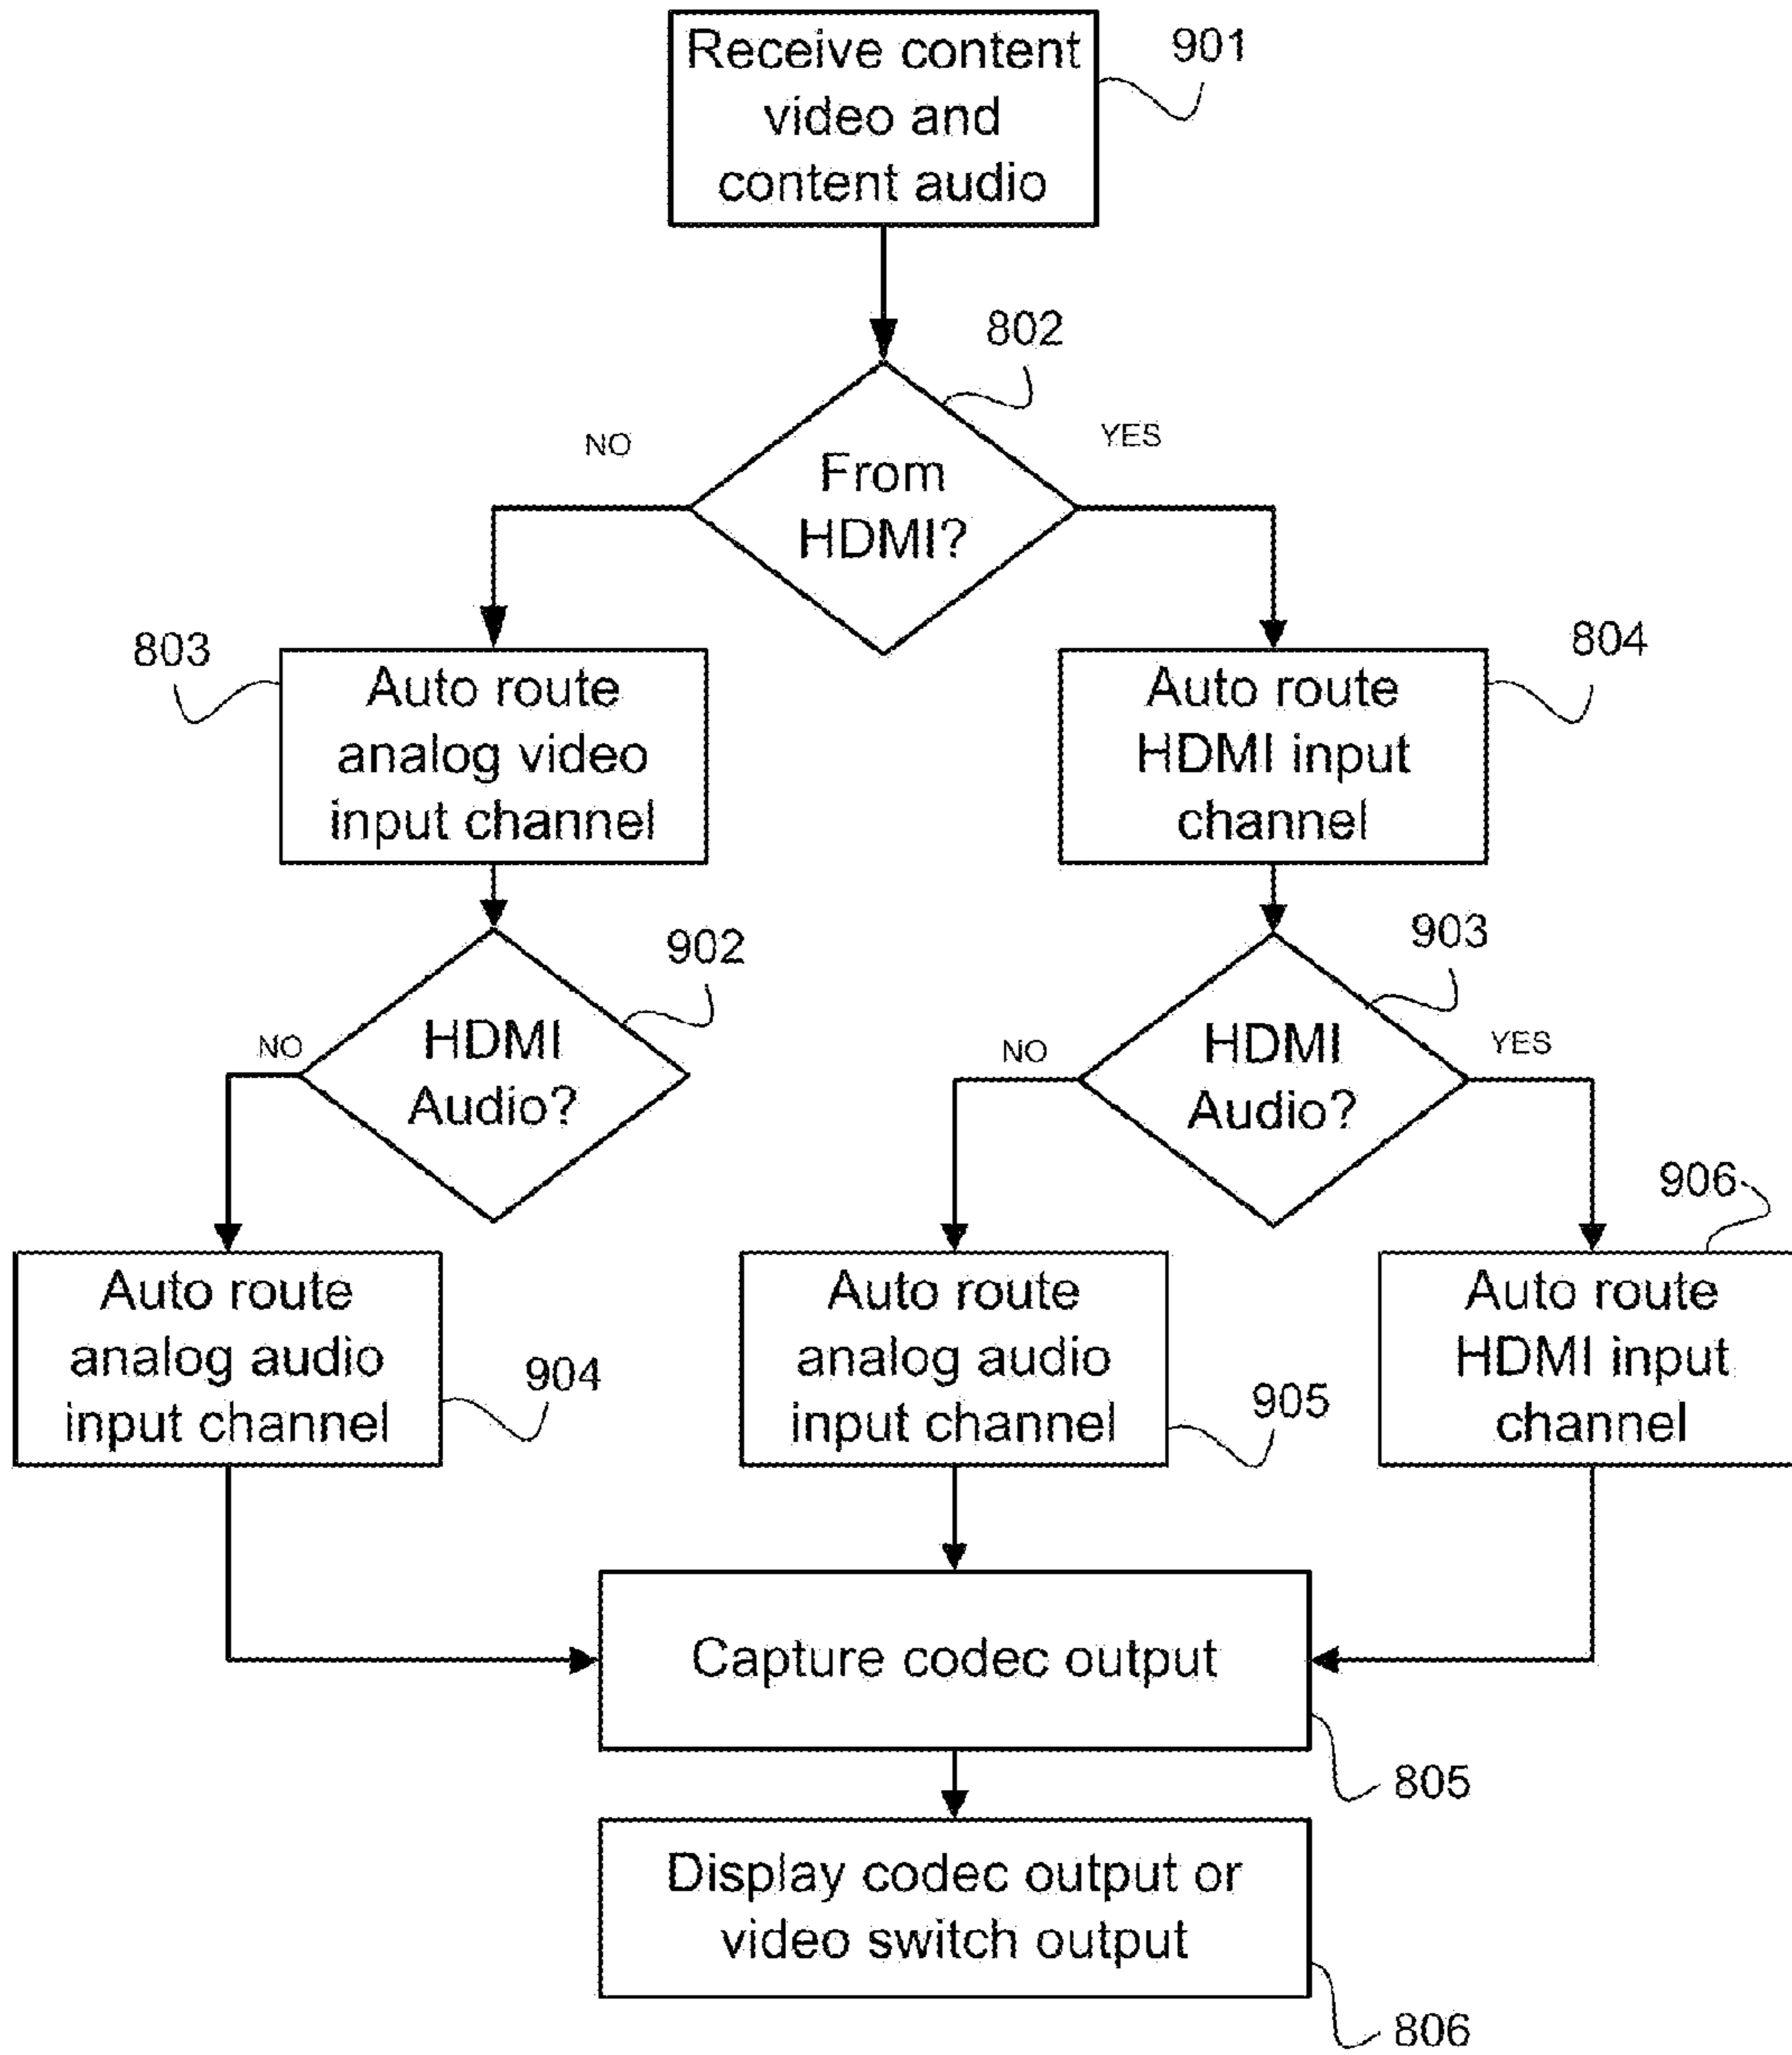 Receive content
video and
content audio
901
802
NO
YES
From
HDMI?
803
Auto route
analog video
input channel
804
Auto route
HDMI input
channel
902
NO
HDMI
Audio?
903
NO
YES
HDMI
Audio?
906
Auto route
analog audio
input channel
904
Auto route
analog audio
input channel
905
Auto route
HDMI input
channel
Capture codec output
805
Display codec output or
video switch output
806